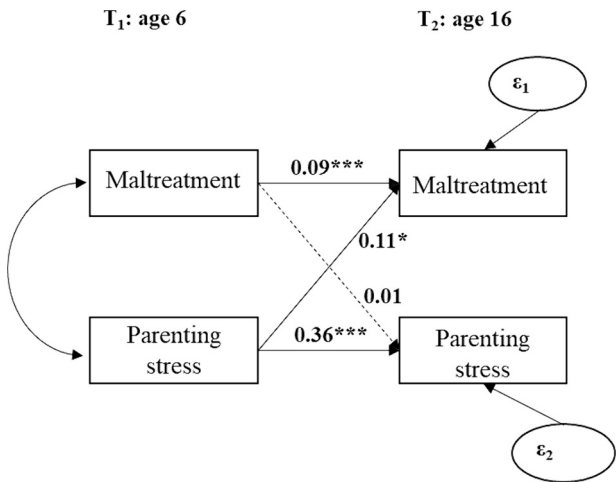 T₁: age 6
T₂: age 16
ε₁
Maltreatment
0.09***
Maltreatment
0.11*
0.01
Parenting
stress
0.36***
Parenting
stress
ε₂